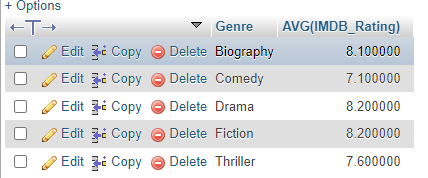 + Options
Genre AVG(IMDB_Rating)
Edit Copy Delete Biography 8.100000
Edit Copy Delete Comedy 7.100000
Edit Copy Delete Drama 8.200000
Edit Copy Delete Fiction 8.200000
Edit Copy Delete Thriller 7.600000